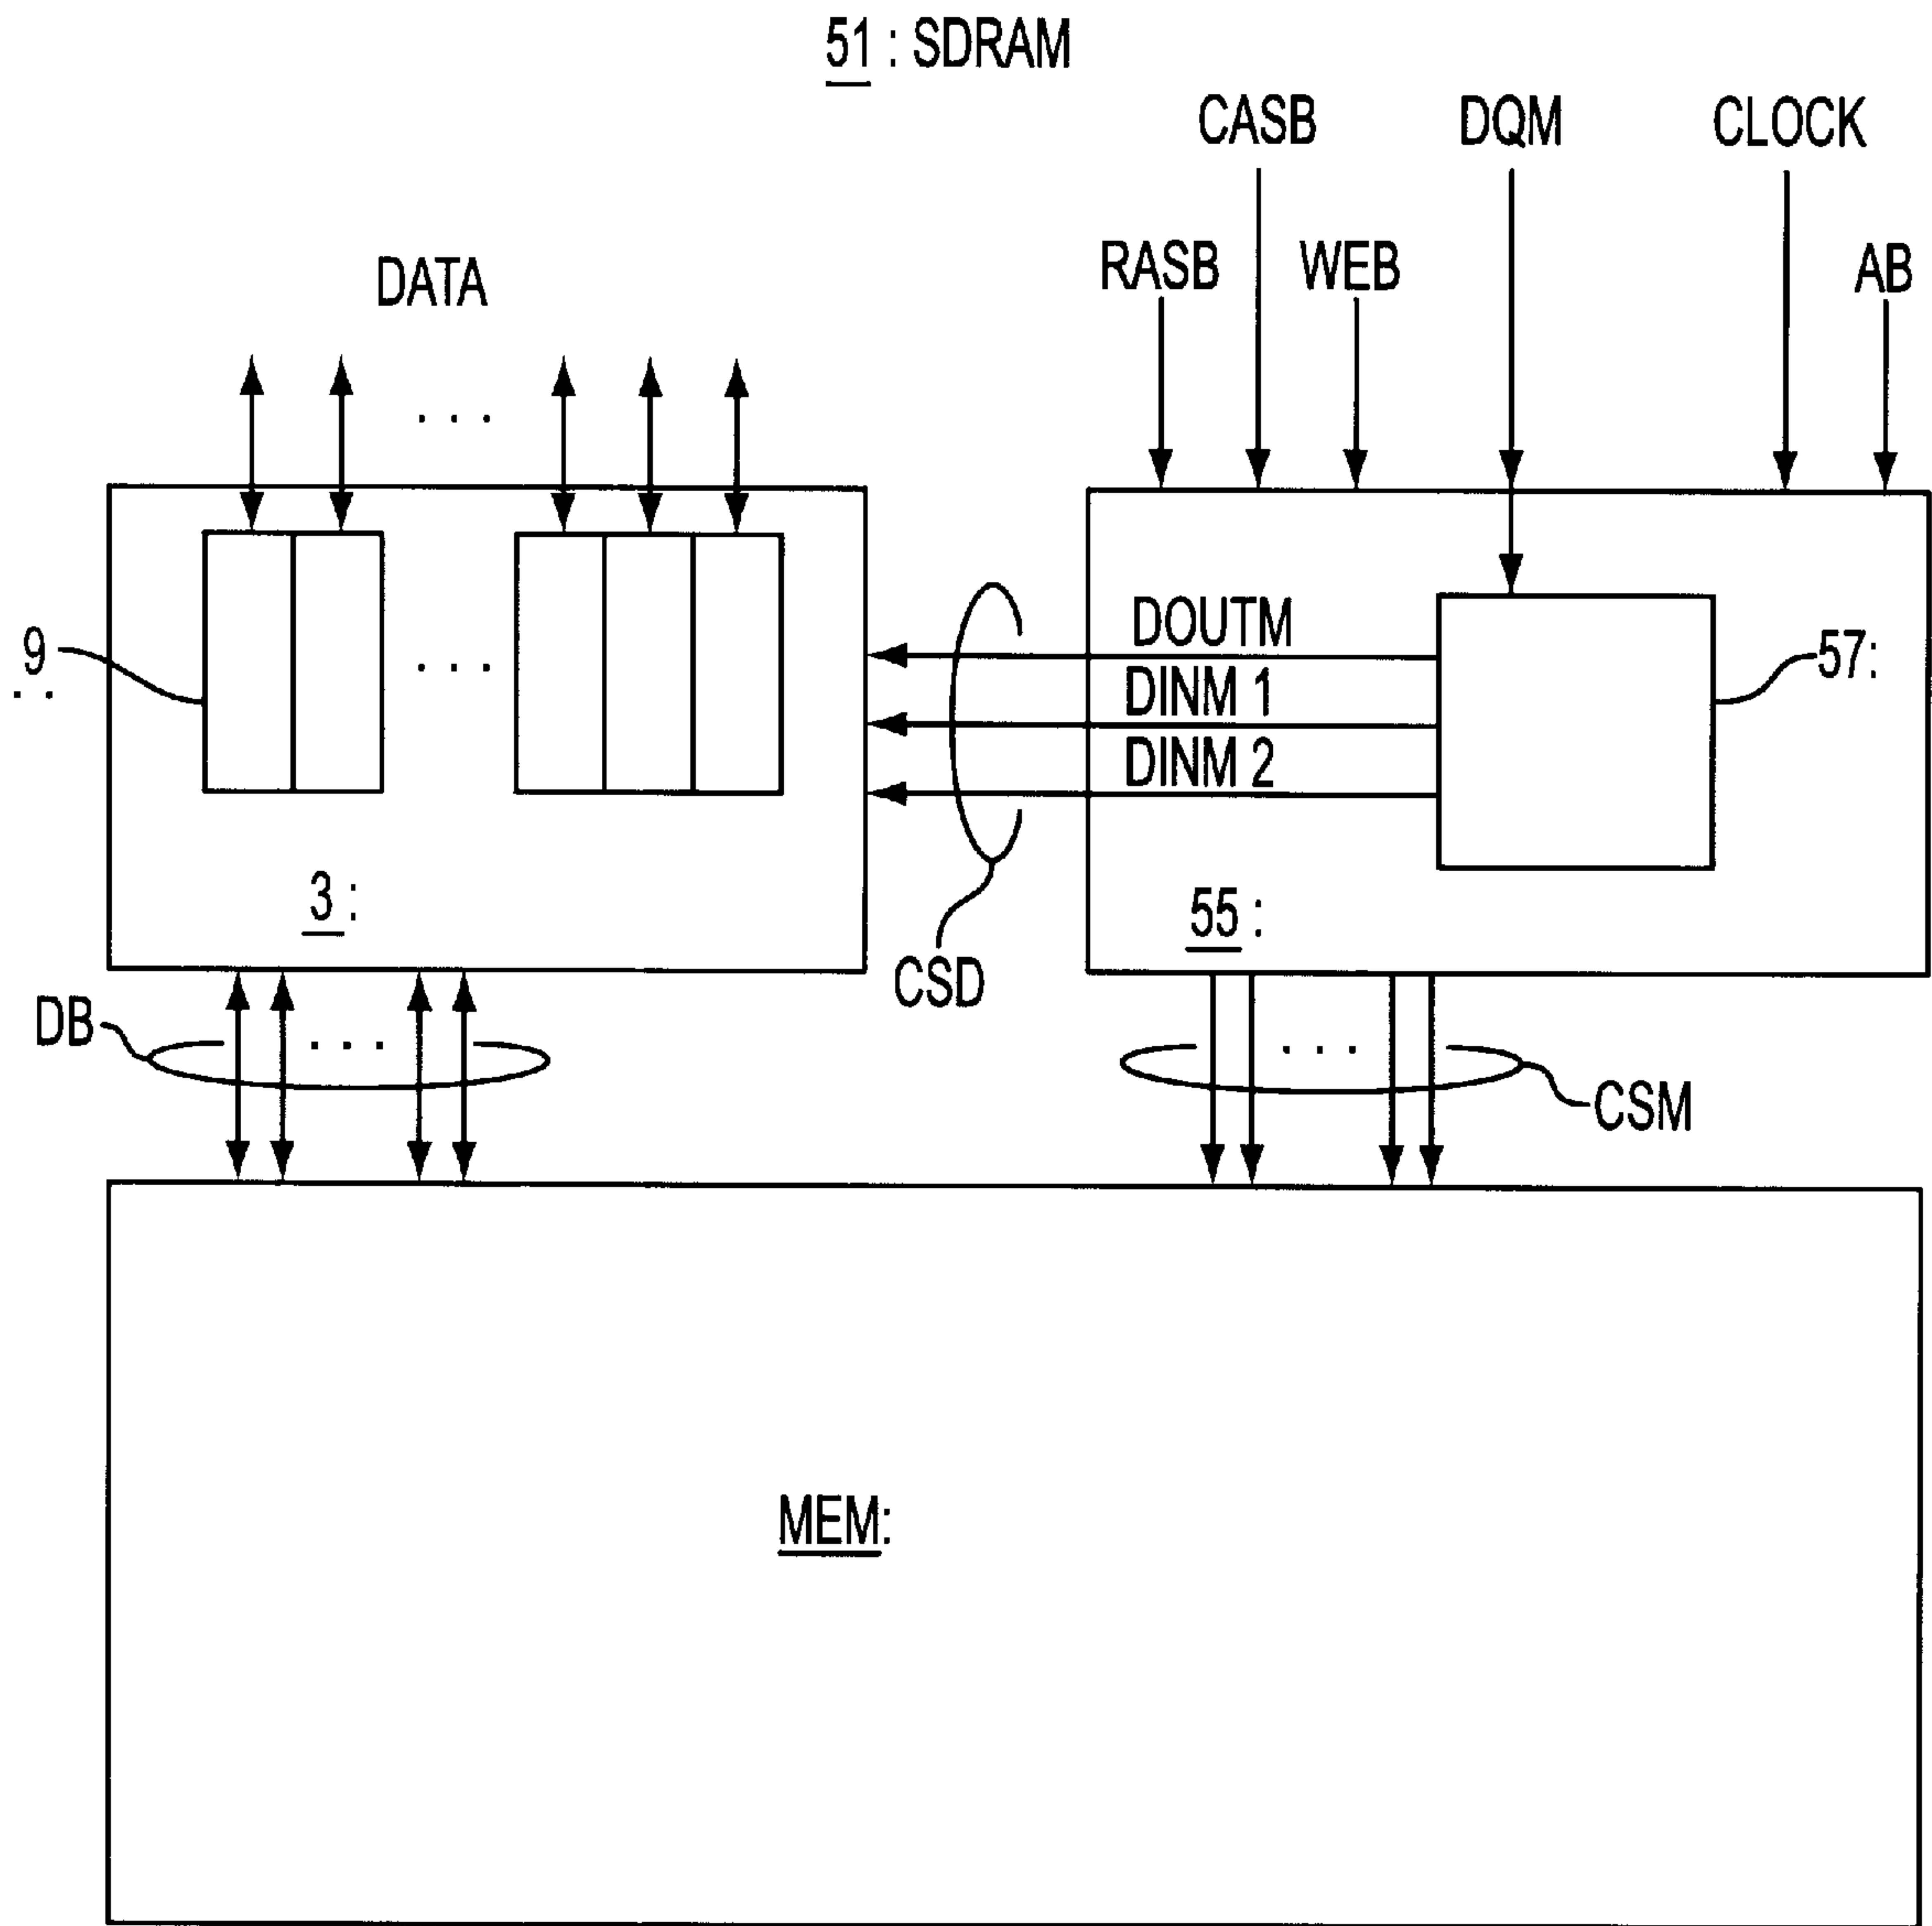 51 : SDRAM
CASB DQM CLOCK
RASB WEB AB
DATA
. . .
9
. .
. . .
DOUTM
57:
DINM 1
DINM 2
3 :
55 :
CSD
DB
. . .
. . .
CSM
MEM: